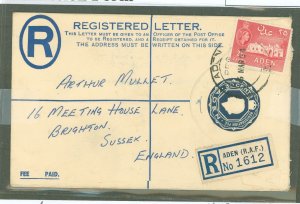 REGISTERED LETTER.
THIS LETTER MUST BE GIVEN TO AN OFFICER OF THE POST OFFICE
TO BE REGISTERED, AND A RECEIPT OBTAINED FOR IT.
THE ADDRESS MUST BE WRITTEN ON THIS SIDE.
R
ARTHUR MULLET.
16 MEETING HOUSE LANE,
BRIGHTON.
SUSSEX.
ENGLAND.
ADEN
R
ADEN (R.A.F.)
No 1612
FEE PAID.